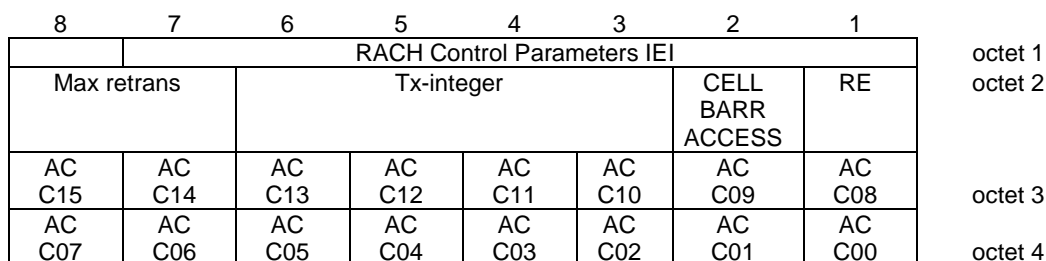 8 7 6 5 4 3 2 1
RACH Control Parameters IEI octet 1
Max retrans Tx-integer CELL RE octet 2
BARR
ACCESS
AC AC AC AC AC AC AC AC
C15 C14 C13 C12 C11 C10 C09 C08 octet 3
AC AC AC AC AC AC AC AC
C07 C06 C05 C04 C03 C02 C01 C00 octet 4